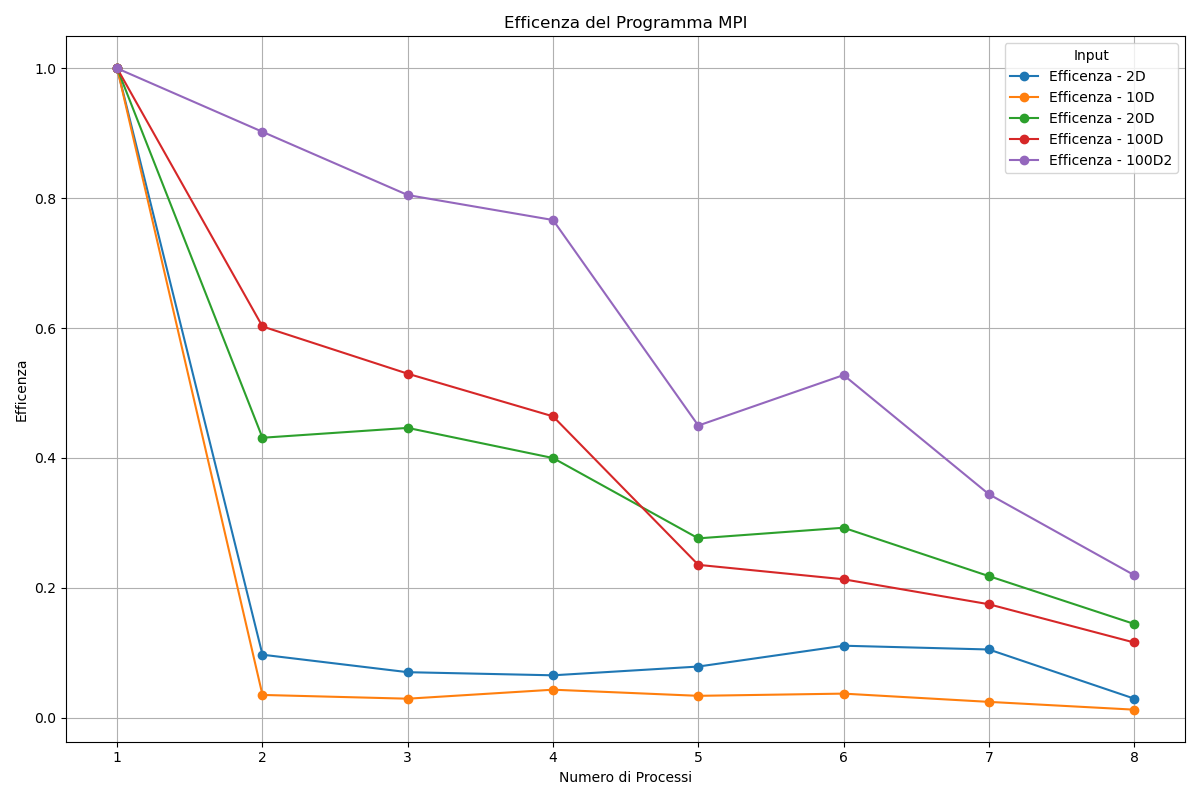 Efficenza del Programma MPI
Input
Efficenza - 2D
Efficenza - 10D
Efficenza - 20D
Efficenza - 100D
Efficenza - 100D2
Efficenza
1.0
0.8
0.6
0.4
0.2
0.0
1 2 3 4 5 6 7 8
Numero di Processi